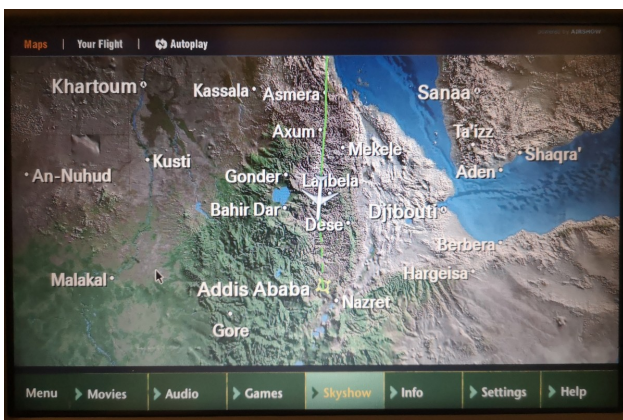 Maps | Your Flight | Autoplay
Khartoum
Kassala
Asmera
Sanaa
Axum
Ta'izz
Kusti
Mekele
Shaqra'
An-Nuhud
Gonder
Lalibela
Aden
Bahir Dar
Dese
Djibouti
Berbera
Malakal
Addis Ababa
Hargeisa
Nazret
Gore
Menu Movies Audio Games Skyshow Info Settings Help